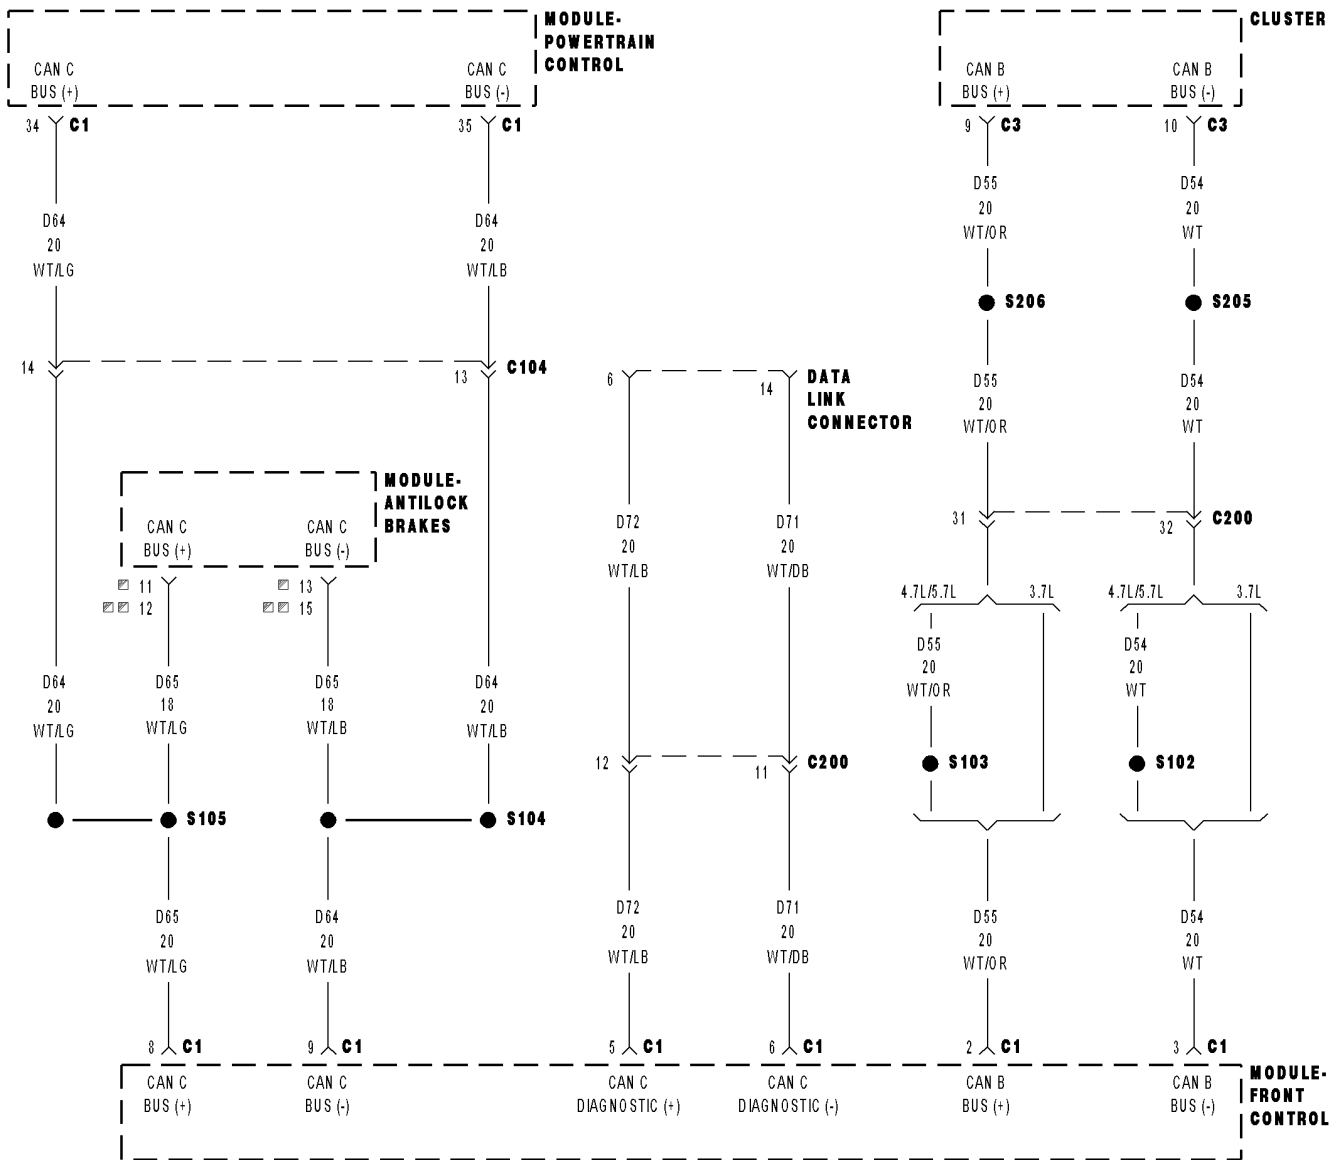 MODULE-
POWERTRAIN
CONTROL
CAN C
BUS (+)
CAN C
BUS (-)
34 C1
35 C1
D64
20
WT/LG
D64
20
WT/LB
14
13
C104
MODULE-
ANTILOCK
BRAKES
CAN C
BUS (+)
CAN C
BUS (-)
11
12
13
15
D64
20
WT/LG
D65
18
WT/LG
D65
18
WT/LB
D64
20
WT/LB
S105
S104
D65
20
WT/LG
D64
20
WT/LB
8 C1
9 C1
6
14
DATA
LINK
CONNECTOR
D72
20
WT/LB
D71
20
WT/DB
12
11
C200
D72
20
WT/LB
D71
20
WT/DB
5 C1
6 C1
CLUSTER
CAN B
BUS (+)
CAN B
BUS (-)
9 C3
10 C3
D55
20
WT/OR
D54
20
WT
S206
S205
D55
20
WT/OR
D54
20
WT
31
32
C200
4.7L/5.7L
3.7L
4.7L/5.7L
3.7L
D55
20
WT/OR
D54
20
WT
S103
S102
D55
20
WT/OR
D54
20
WT
2 C1
3 C1
CAN C
BUS (+)
CAN C
BUS (-)
CAN C
DIAGNOSTIC (+)
CAN C
DIAGNOSTIC (-)
CAN B
BUS (+)
CAN B
BUS (-)
MODULE-
FRONT
CONTROL